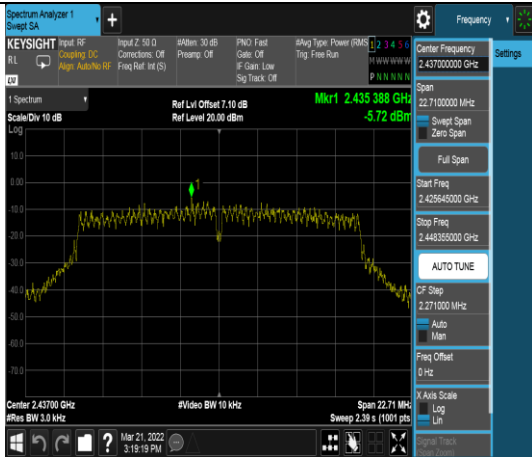 Spectrum Analyzer 1
Swept SA
+
Frequency
KEYSIGHT
RL
LXI
Input: RF
Coupling: DC
Align: Auto/No RF
Input Z: 50 Ω
Corrections: Off
Freq Ref: Int (S)
#Atten: 30 dB
Preamp: Off
PNO: Fast
Gate: Off
IF Gain: Low
Sig Track: Off
#Avg Type: Power (RMS
Trig: Free Run
1 2 3 4 5 6
M W W W W W
P N N N N N
Settings
1 Spectrum
Scale/Div 10 dB
Log
Ref Lvl Offset 7.10 dB
Ref Level 20.00 dBm
Mkr1 2.435 388 GHz
-5.72 dBm
10.0
0.00
-10.0
-20.0
-30.0
-40.0
-50.0
-60.0
-70.0
1
Center 2.43700 GHz
#Res BW 3.0 kHz
#Video BW 10 kHz
Span 22.71 MHz
Sweep 2.39 s (1001 pts
Center Frequency
2.437000000 GHz
Span
22.7100000 MHz
Swept Span
Zero Span
Full Span
Start Freq
2.425645000 GHz
Stop Freq
2.448355000 GHz
AUTO TUNE
CF Step
2.271000 MHz
Auto
Man
Freq Offset
0 Hz
X Axis Scale
Log
Lin
Signal Track
(Span Zoom)
?
Mar 21, 2022
3:19:19 PM